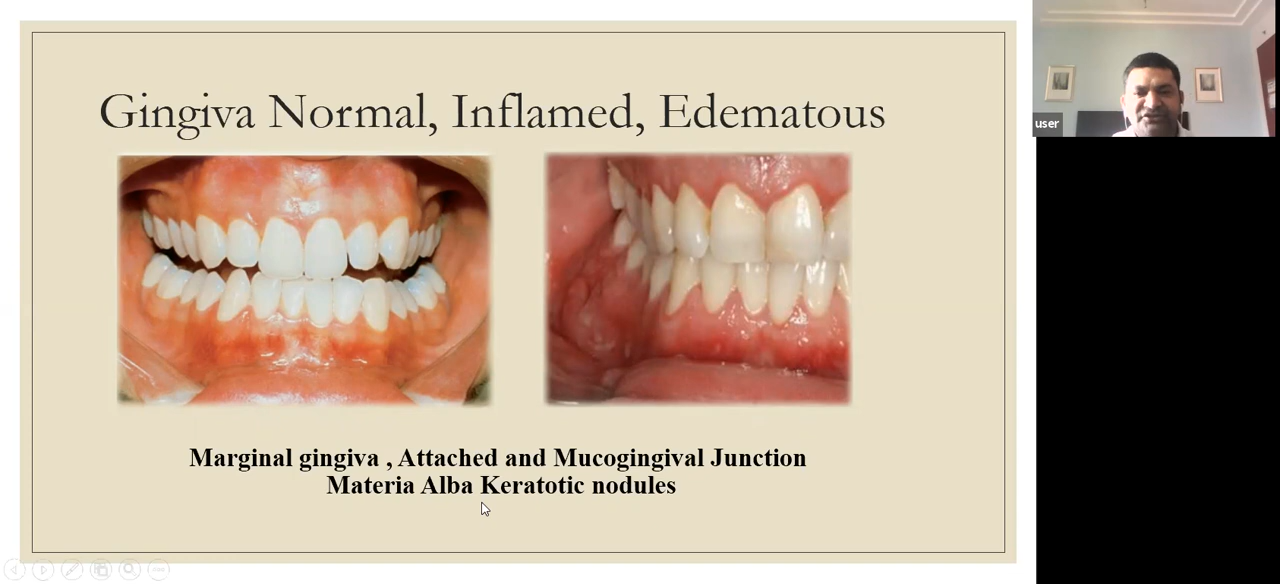 Gingiva Normal, Inflamed, Edematous
Marginal gingiva , Attached and Mucogingival Junction
Materia Alba Keratotic nodules
user